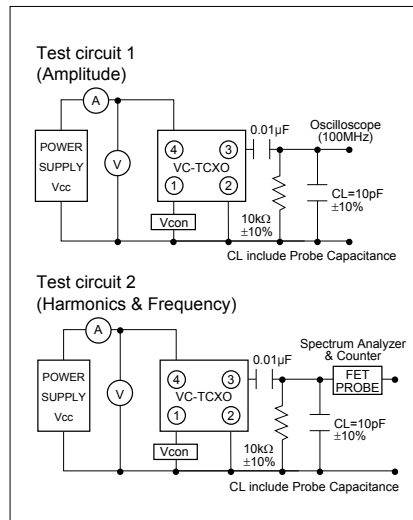 Test circuit 1
(Amplitude)
A
0.01µF
Oscilloscope
(100MHz)
POWER
SUPPLY
Vcc
V
4
3
VC-TCXO
1
2
Vcon
10kΩ
±10%
CL=10pF
±10%
CL include Probe Capacitance
Test circuit 2
(Harmonics & Frequency)
A
0.01µF
Spectrum Analyzer
& Counter
FET
PROBE
POWER
SUPPLY
Vcc
V
4
3
VC-TCXO
1
2
Vcon
10kΩ
±10%
CL=10pF
±10%
CL include Probe Capacitance